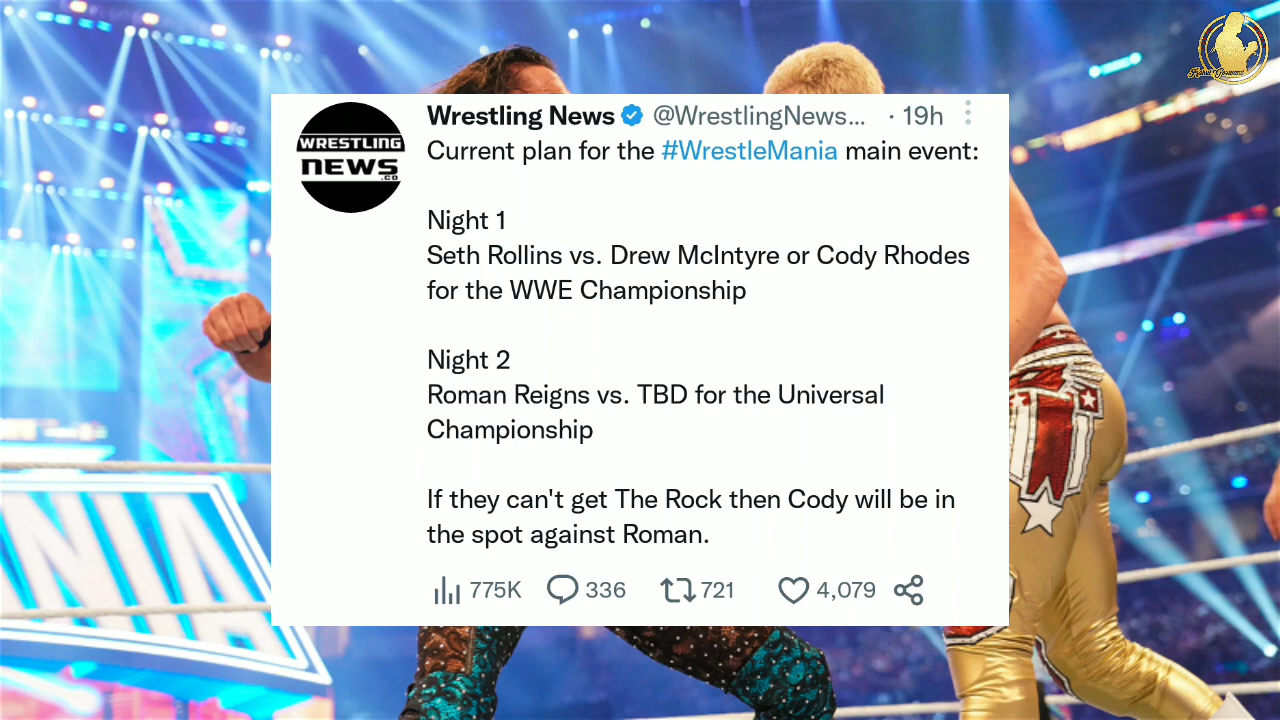 WRESTLING
NEWS
.CO
Wrestling News @WrestlingNews... · 19h
Current plan for the #WrestleMania main event:
Night 1
Seth Rollins vs. Drew McIntyre or Cody Rhodes
for the WWE Championship
Night 2
Roman Reigns vs. TBD for the Universal
Championship
If they can't get The Rock then Cody will be in
the spot against Roman.
775K 336 721 4,079
ANIA